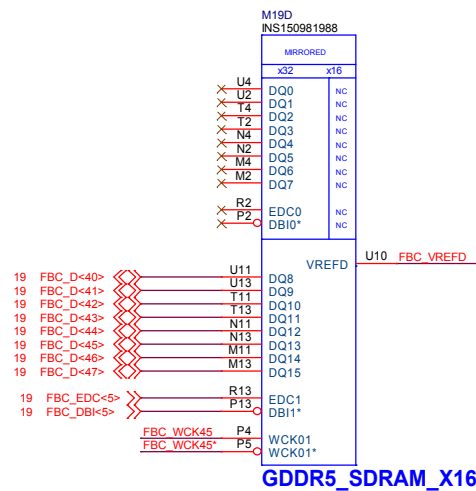 M19D
INS150981988
MIRRORED
x32 x16
U4 DQ0 NC
U2 DQ1 NC
T4 DQ2 NC
T2 DQ3 NC
N4 DQ4 NC
N2 DQ5 NC
M4 DQ6 NC
M2 DQ7 NC
R2 EDC0 NC
P2 DBI0* NC
VREFD U10 FBC_VREFD
19 FBC_D<40> U11 DQ8
19 FBC_D<41> U13 DQ9
19 FBC_D<42> T11 DQ10
19 FBC_D<43> T13 DQ11
19 FBC_D<44> N11 DQ12
19 FBC_D<45> N13 DQ13
19 FBC_D<46> M11 DQ14
19 FBC_D<47> M13 DQ15
19 FBC_EDC<5> R13 EDC1
19 FBC_DBI<5> P13 DBI1*
FBC_WCK45 P4 WCK01
FBC_WCK45* P5 WCK01*
GDDR5_SDRAM_X16